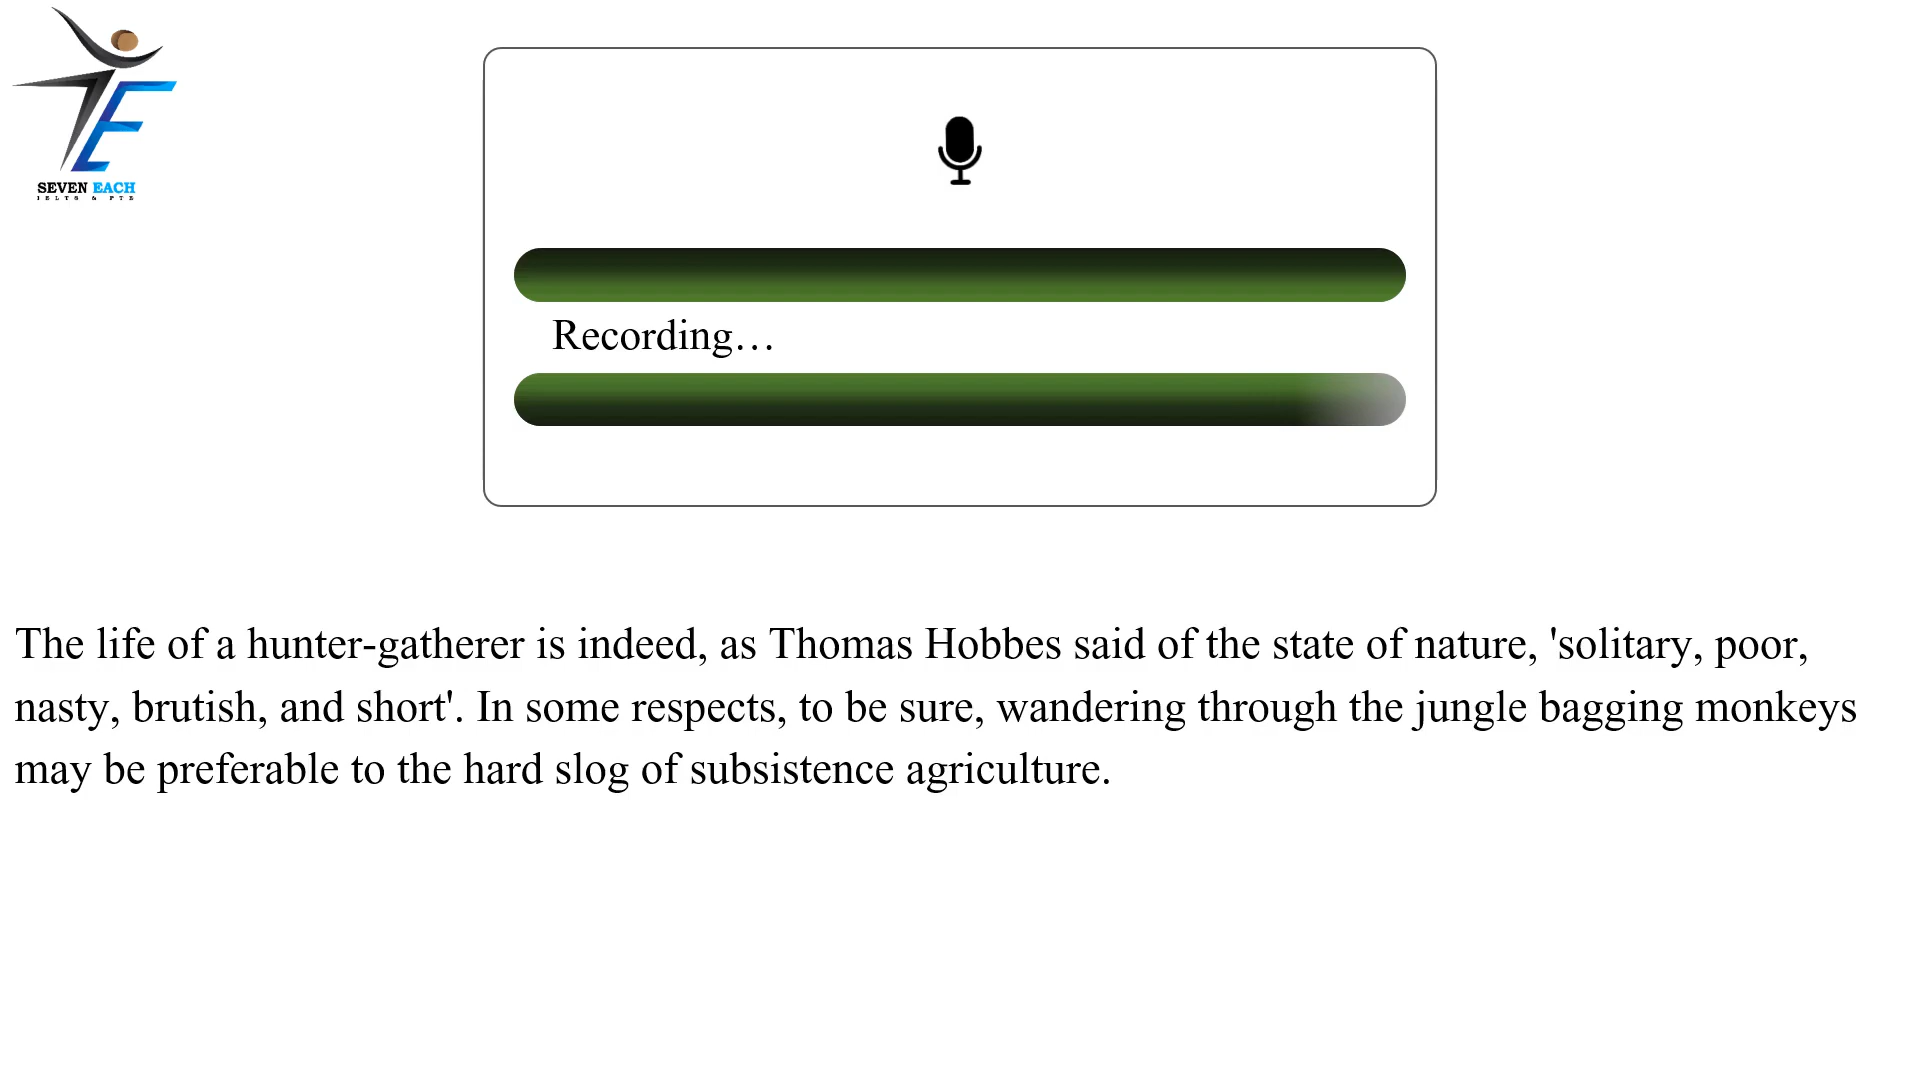 SEVEN EACH
IELTS & PTE
Recording…
The life of a hunter-gatherer is indeed, as Thomas Hobbes said of the state of nature, 'solitary, poor,
nasty, brutish, and short'. In some respects, to be sure, wandering through the jungle bagging monkeys
may be preferable to the hard slog of subsistence agriculture.